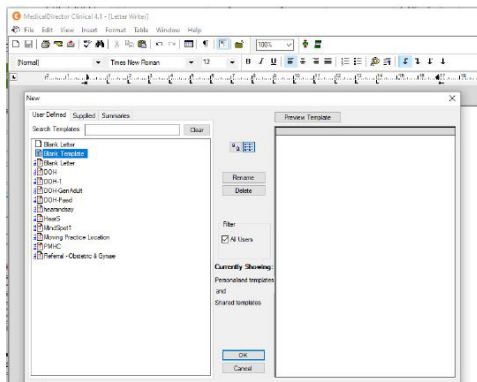 MedicalDirector Clinical 4.1 - [Letter Writer]
File Edit View Insert Format Table Window Help
100%
(Normal) Times New Roman 12 B I U
New
User Defined Supplied Summaries
Search Templates Clear
Preview Template
Blank Letter
Blank Template
Blank Letter
DOH
DOH-1
DOH-GenAdult
DOH-Paed
HaaS
MindSpot1
Moving Practice Location
PMHC
Referral - Obstetric & Gynae
Rename
Delete
Filter
All Users
Currently Showing:
Personalised templates
and
Shared templates
OK
Cancel